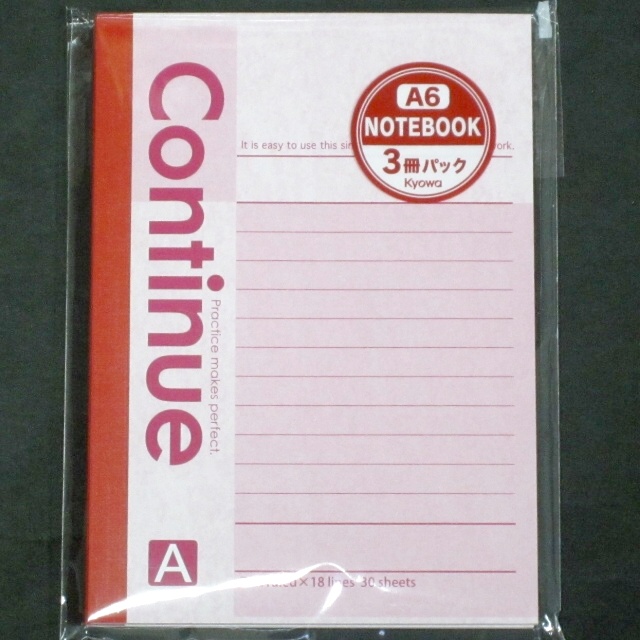 Continue
Practice makes perfect.
A
It is easy to use this work.
A6
NOTEBOOK
3冊パック
Kyowa
× 18 lines 30 sheets